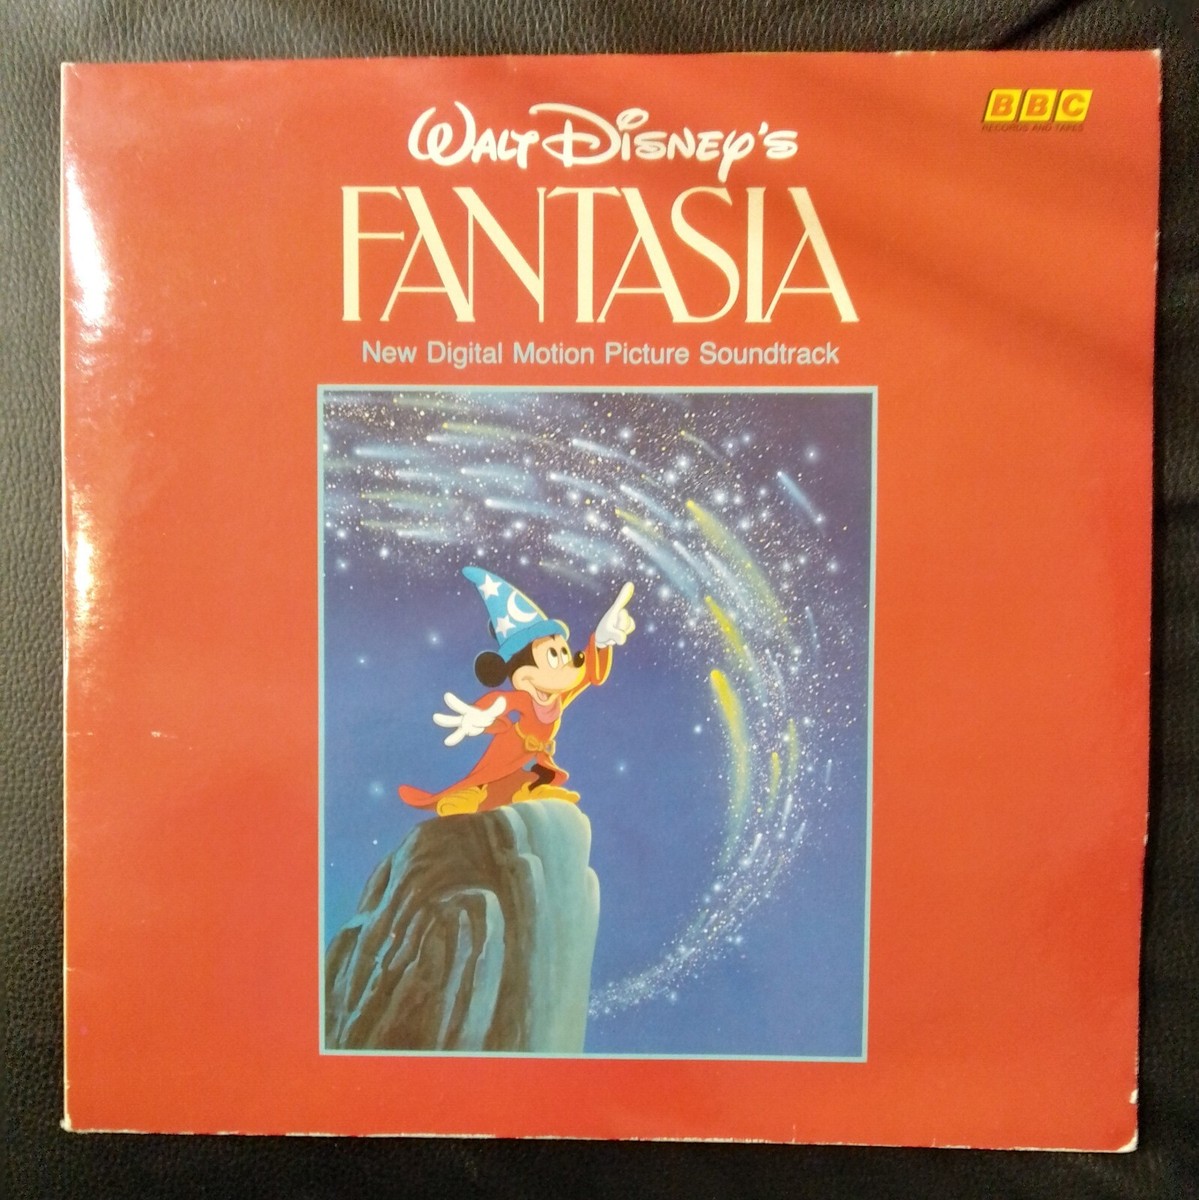 BBC
RECORDS AND TAPES
WALT DISNEY'S
FANTASIA
New Digital Motion Picture Soundtrack